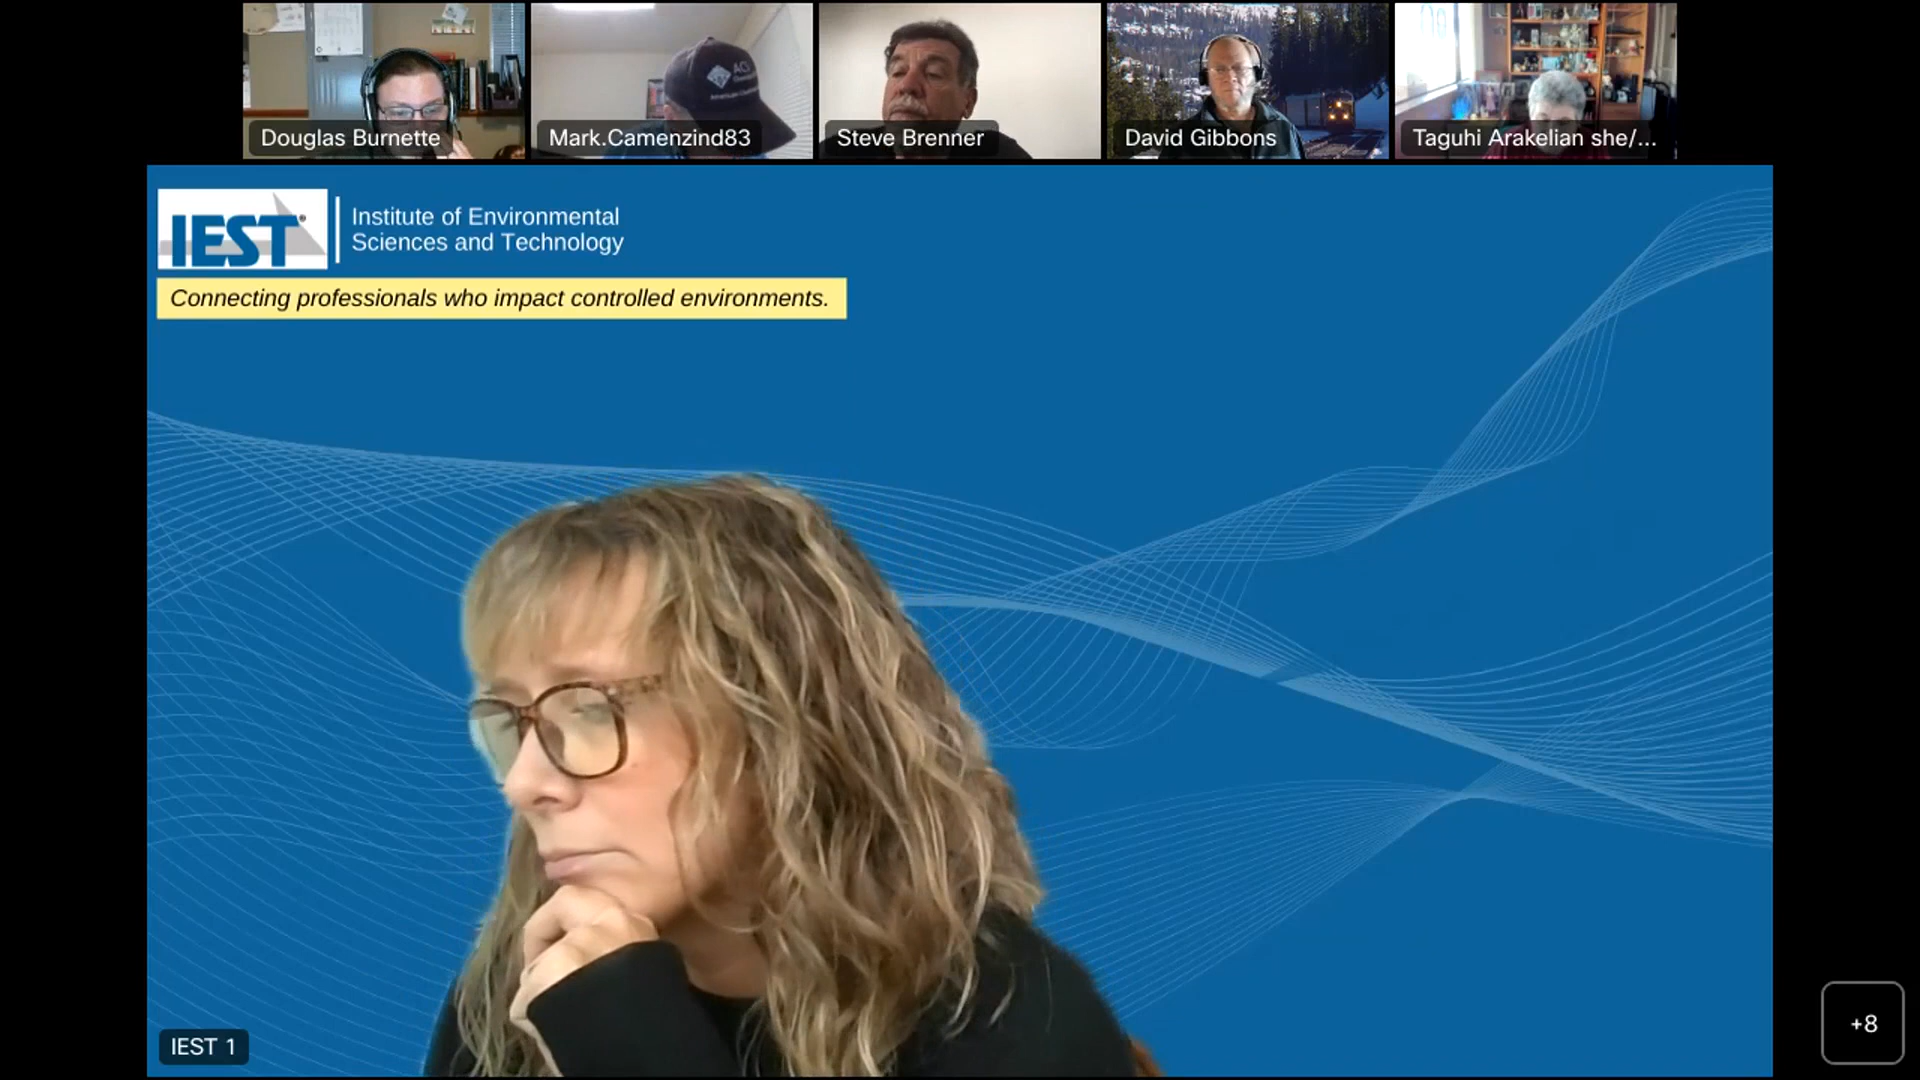 Douglas Burnette
Mark.Camenzind83
Steve Brenner
David Gibbons
Taguhi Arakelian she/...
IEST
Institute of Environmental
Sciences and Technology
Connecting professionals who impact controlled environments.
IEST 1
+8